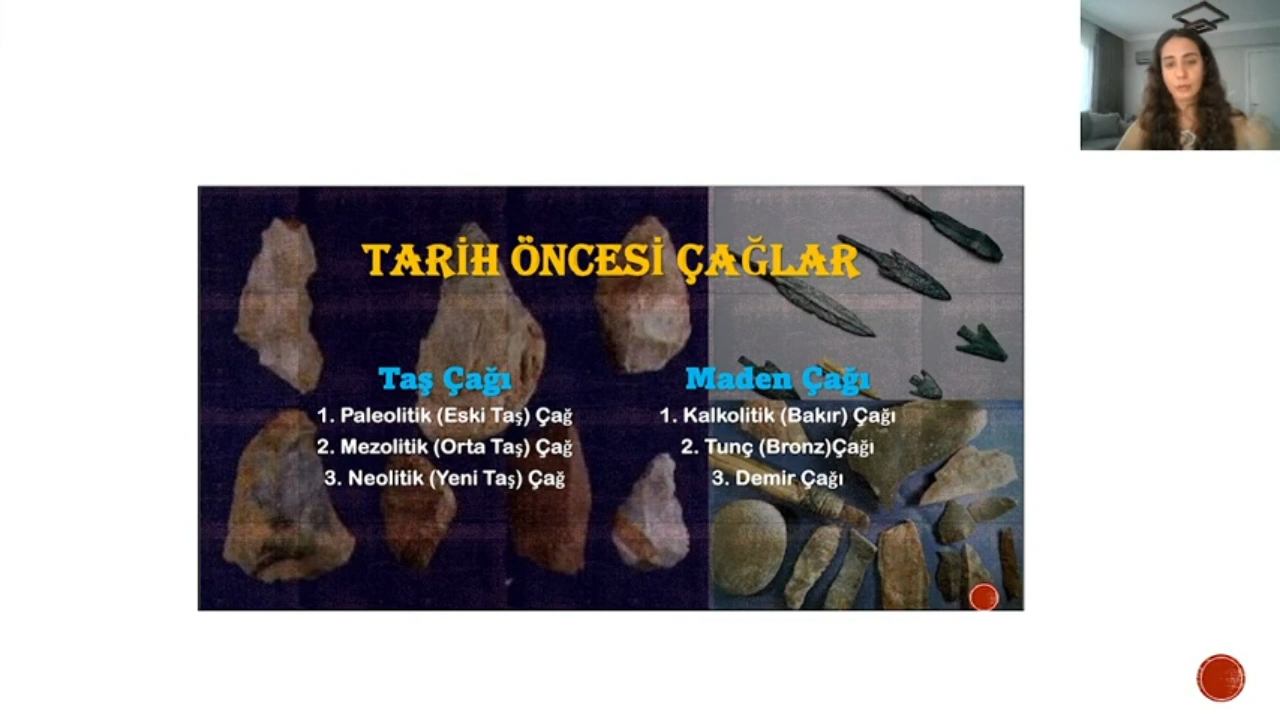 TARİH ÖNCESİ ÇAĞLAR
Taş Çağı
1. Paleolitik (Eski Taş) Çağ
2. Mezolitik (Orta Taş) Çağ
3. Neolitik (Yeni Taş) Çağ
Maden Çağı
1. Kalkolitik (Bakır) Çağı
2. Tunç (Bronz)Çağı
3. Demir Çağı